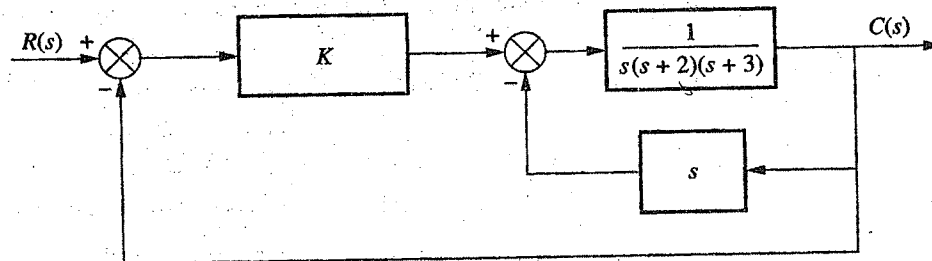 R(s) + K + 1 C(s)
s(s + 2)(s + 3)
- -
s